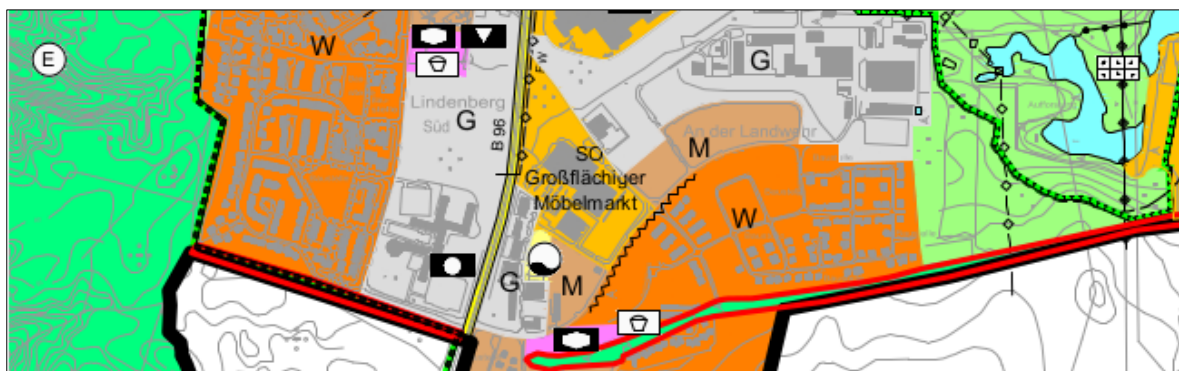 E
W
FW
G
Lindenberg
Süd
G
B 96
An der Landwehr
M
SO
Großflächiger
Möbelmarkt
W
G
M